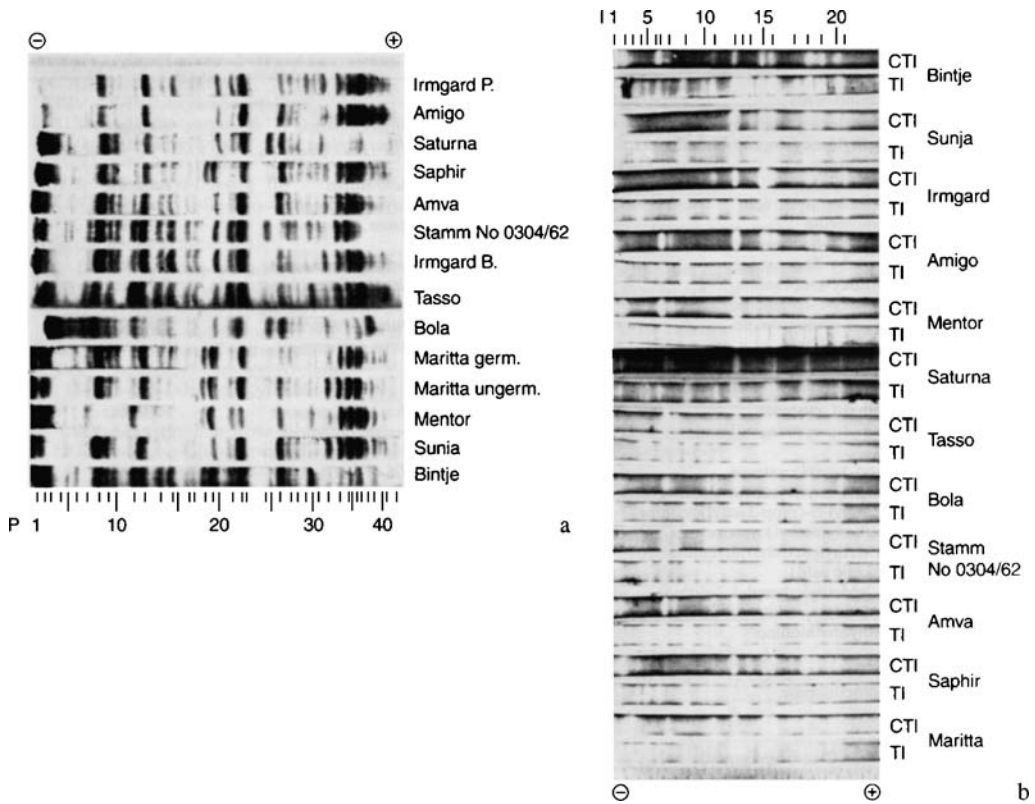 ⊖ ⊕
Irmgard P.
Amigo
Saturna
Saphir
Amva
Stamm No 0304/62
Irmgard B.
Tasso
Bola
Maritta germ.
Maritta ungerm.
Mentor
Sunia
Bintje
P 1 10 20 30 40
a
I 1 5 10 15 20
CTI
TI
Bintje
CTI
TI
Sunja
CTI
TI
Irmgard
CTI
TI
Amigo
CTI
TI
Mentor
CTI
TI
Saturna
CTI
TI
Tasso
CTI
TI
Bola
CTI
TI
Stamm
No 0304/62
CTI
TI
Amva
CTI
TI
Saphir
CTI
TI
Maritta
⊖ ⊕
b